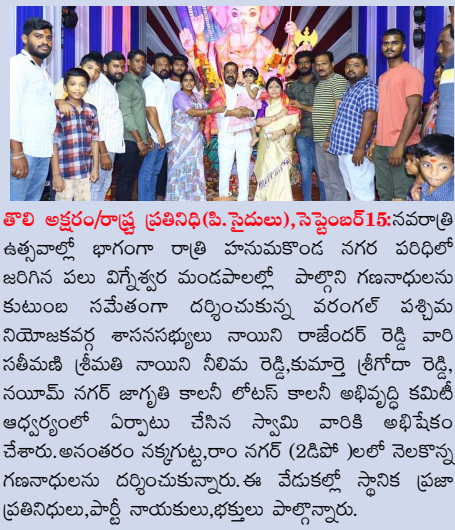 తొలి అక్షరం/రాష్ట్ర ప్రతినిధి(పి.సైదులు),సెప్టెంబర్15:నవరాత్రి
ఉత్సవాల్లో భాగంగా రాత్రి హనుమకొండ నగర పరిధిలో
జరిగిన పలు విగ్నేశ్వర మండపాలల్లో పాల్గొని గణనాధులను
కుటుంబ సమేతంగా దర్శించుకున్న వరంగల్ పశ్చిమ
నియోజకవర్గ శాసనసభ్యులు నాయిని రాజేందర్ రెడ్డి వారి
సతీమణి శ్రీమతి నాయిని నీలిమ రెడ్డి,కుమార్తె శ్రీగోదా రెడ్డి,
నయీమ్ నగర్ జాగృతి కాలనీ లోటస్ కాలనీ అభివృద్ధి కమిటీ
ఆధ్వర్యంలో ఏర్పాటు చేసిన స్వామి వారికి అభిషేకం
చేశారు.అనంతరం నక్కగుట్ట,రాం నగర్ (2డిపో )లలో నెలకొన్న
గణనాధులను దర్శించుకున్నారు.ఈ వేడుకల్లో స్థానిక ప్రజా
ప్రతినిధులు,పార్టీ నాయకులు,భక్తులు పాల్గొన్నారు.